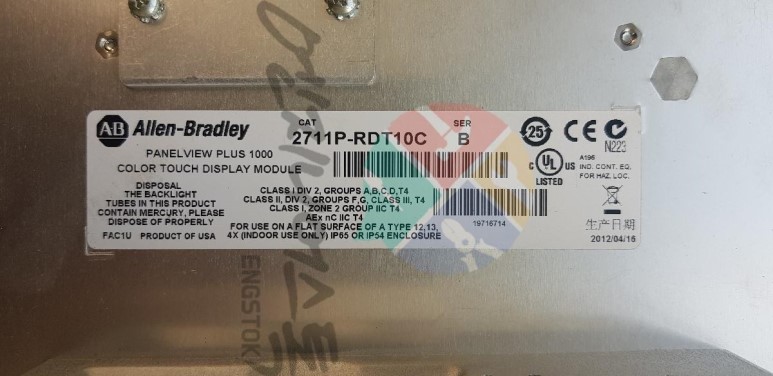 AB Allen-Bradley
CAT
SER
2711P-RDT10C B
PANELVIEW PLUS 1000
COLOR TOUCH DISPLAY MODULE
DISPOSAL
THE BACKLIGHT
TUBES IN THIS PRODUCT
CONTAIN MERCURY, PLEASE
DISPOSE OF PROPERLY
FAC1U PRODUCT OF USA
CLASS I DIV 2, GROUPS A,B,C,D,T4
CLASS II, DIV 2, GROUPS F,G, CLASS III, T4
CLASS I, ZONE 2 GROUP IIC T4
AEx nC IIC T4
FOR USE ON A FLAT SURFACE OF A TYPE 12,13,
4X (INDOOR USE ONLY) IP65 OR IP54 ENCLOSURE
19716714
25
CE
N223
C UL US
LISTED
A196
IND. CONT. EQ.
FOR HAZ. LOC.
生产日期
2012/04/16
ENGSTOK